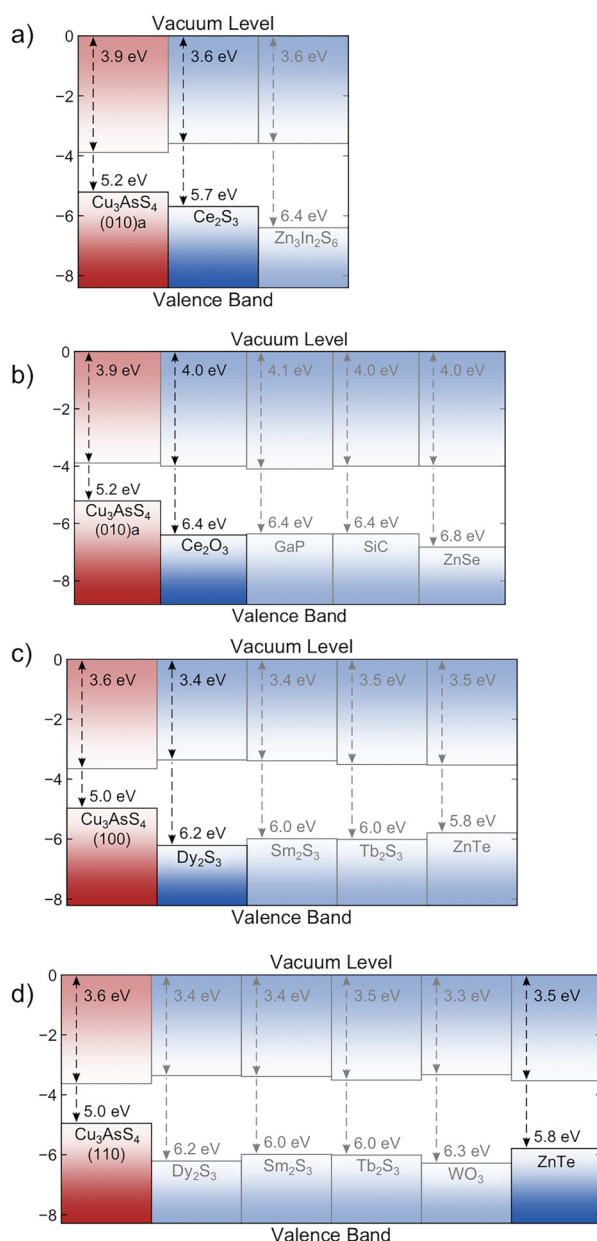 a)
Vacuum Level
0
3.9 eV 3.6 eV 3.6 eV
−2
−4
5.2 eV 5.7 eV 6.4 eV
−6
Cu₃AsS₄ Ce₂S₃ Zn₃In₂S₆
(010)a
−8
Valence Band
b)
Vacuum Level
0
3.9 eV 4.0 eV 4.1 eV 4.0 eV 4.0 eV
−2
−4
5.2 eV 6.4 eV 6.4 eV 6.4 eV 6.8 eV
Cu₃AsS₄ Ce₂O₃ GaP SiC ZnSe
(010)a
−6
−8
Valence Band
c)
Vacuum Level
0
3.6 eV 3.4 eV 3.4 eV 3.5 eV 3.5 eV
−2
−4
5.0 eV 6.2 eV 6.0 eV 6.0 eV 5.8 eV
Cu₃AsS₄ Dy₂S₃ Sm₂S₃ Tb₂S₃ ZnTe
(100)
−6
−8
Valence Band
d)
Vacuum Level
0
3.6 eV 3.4 eV 3.4 eV 3.5 eV 3.3 eV 3.5 eV
−2
−4
5.0 eV 6.2 eV 6.0 eV 6.0 eV 6.3 eV 5.8 eV
Cu₃AsS₄ Dy₂S₃ Sm₂S₃ Tb₂S₃ WO₃ ZnTe
(110)
−6
−8
Valence Band